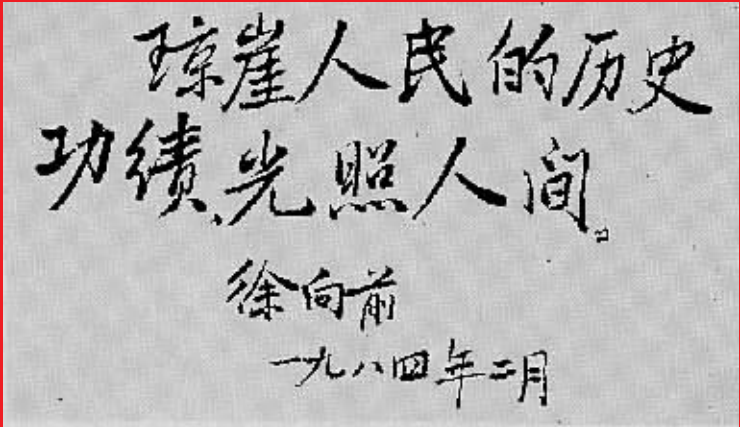 琼崖人民的历史
功绩,光照人间。
徐向前
一九八四年二月